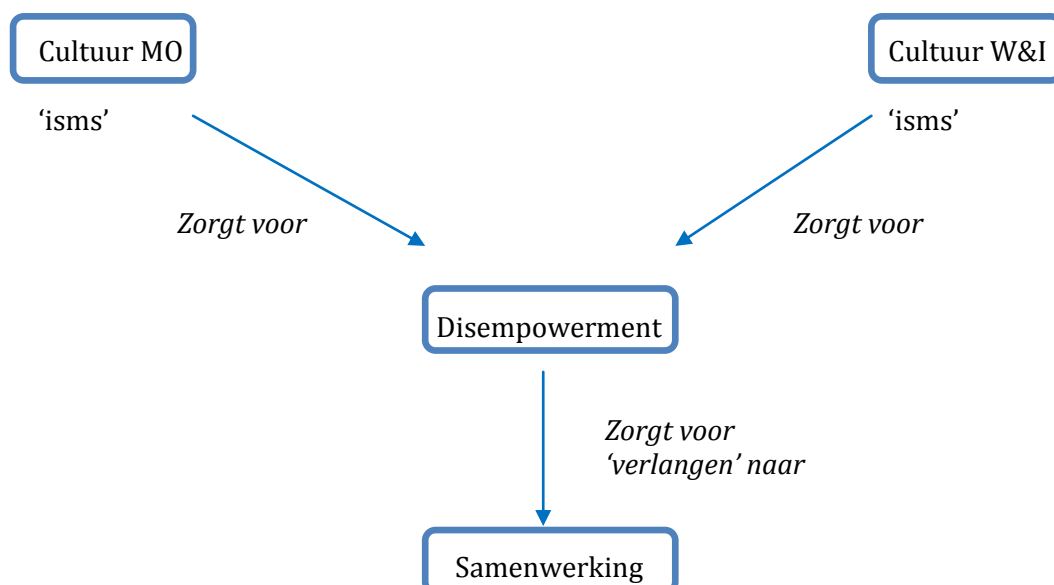 Cultuur MO
Cultuur W&I
‘isms’
‘isms’
Zorgt voor
Zorgt voor
Disempowerment
Zorgt voor
‘verlangen’ naar
Samenwerking